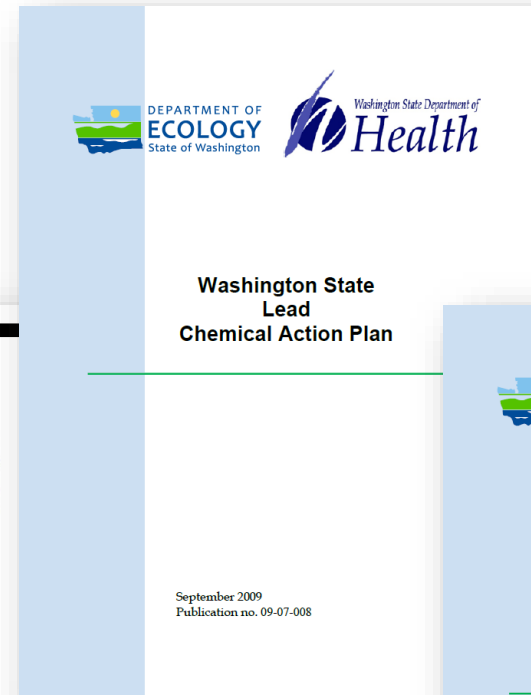 DEPARTMENT OF
ECOLOGY
State of Washington
Washington State Department of
Health
Washington State
Lead
Chemical Action Plan
September 2009
Publication no. 09-07-008